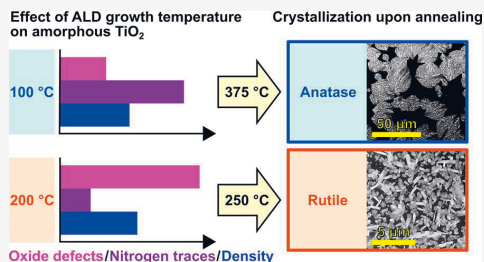 Effect of ALD growth temperature
on amorphous TiO₂
Crystallization upon annealing
100 °C
375 °C
Anatase
50 µm
200 °C
250 °C
Rutile
5 µm
Oxide defects/Nitrogen traces/Density